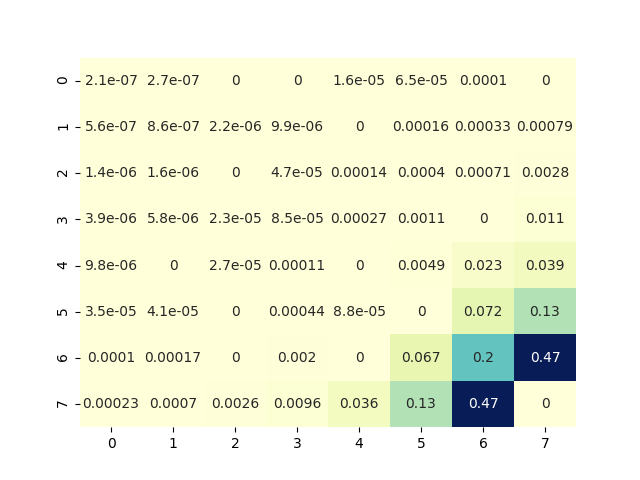 0 2.1e-07 2.7e-07 0 0 1.6e-05 6.5e-05 0.0001 0
1 5.6e-07 8.6e-07 2.2e-06 9.9e-06 0 0.00016 0.00033 0.00079
2 1.4e-06 1.6e-06 0 4.7e-05 0.00014 0.0004 0.00071 0.0028
3 3.9e-06 5.8e-06 2.3e-05 8.5e-05 0.00027 0.0011 0 0.011
4 9.8e-06 0 2.7e-05 0.00011 0 0.0049 0.023 0.039
5 3.5e-05 4.1e-05 0 0.00044 8.8e-05 0 0.072 0.13
6 0.0001 0.00017 0 0.002 0 0.067 0.2 0.47
7 0.00023 0.0007 0.0026 0.0096 0.036 0.13 0.47 0
0 1 2 3 4 5 6 7